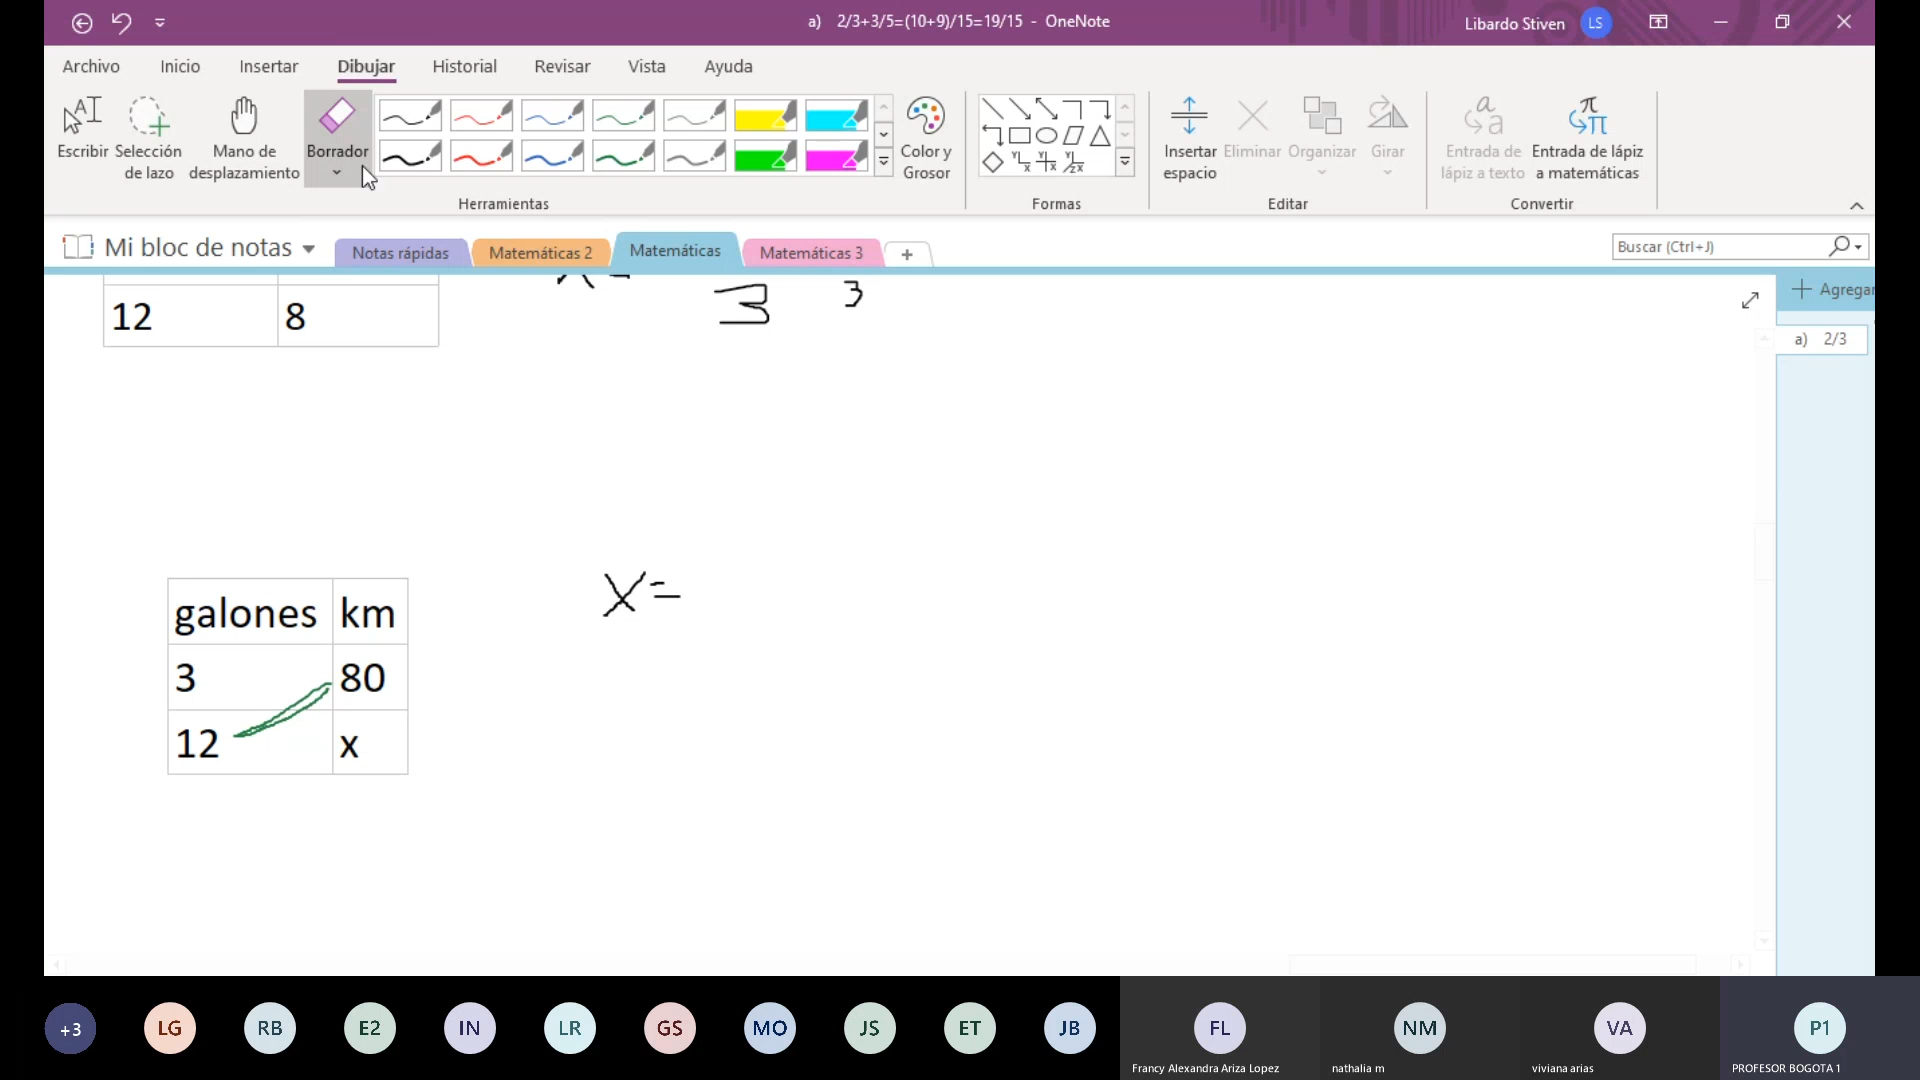 a) 2/3+3/5=(10+9)/15=19/15 - OneNote
Libardo Stiven
LS
Archivo Inicio Insertar Dibujar Historial Revisar Vista Ayuda
Escribir
Selección de lazo
Mano de desplazamiento
Borrador
Color y Grosor
Insertar espacio
Eliminar
Organizar
Girar
Entrada de lápiz a texto
Entrada de lápiz a matemáticas
Herramientas
Formas
Editar
Convertir
Mi bloc de notas
Notas rápidas
Matemáticas 2
Matemáticas
Matemáticas 3
Buscar (Ctrl+J)
Agregar
a) 2/3
12 8
3 3
x=
galones km
3 80
12 x
+3 LG RB E2 IN LR GS MO JS ET JB FL NM VA P1
Francy Alexandra Ariza Lopez
nathalia m
viviana arias
PROFESOR BOGOTA 1